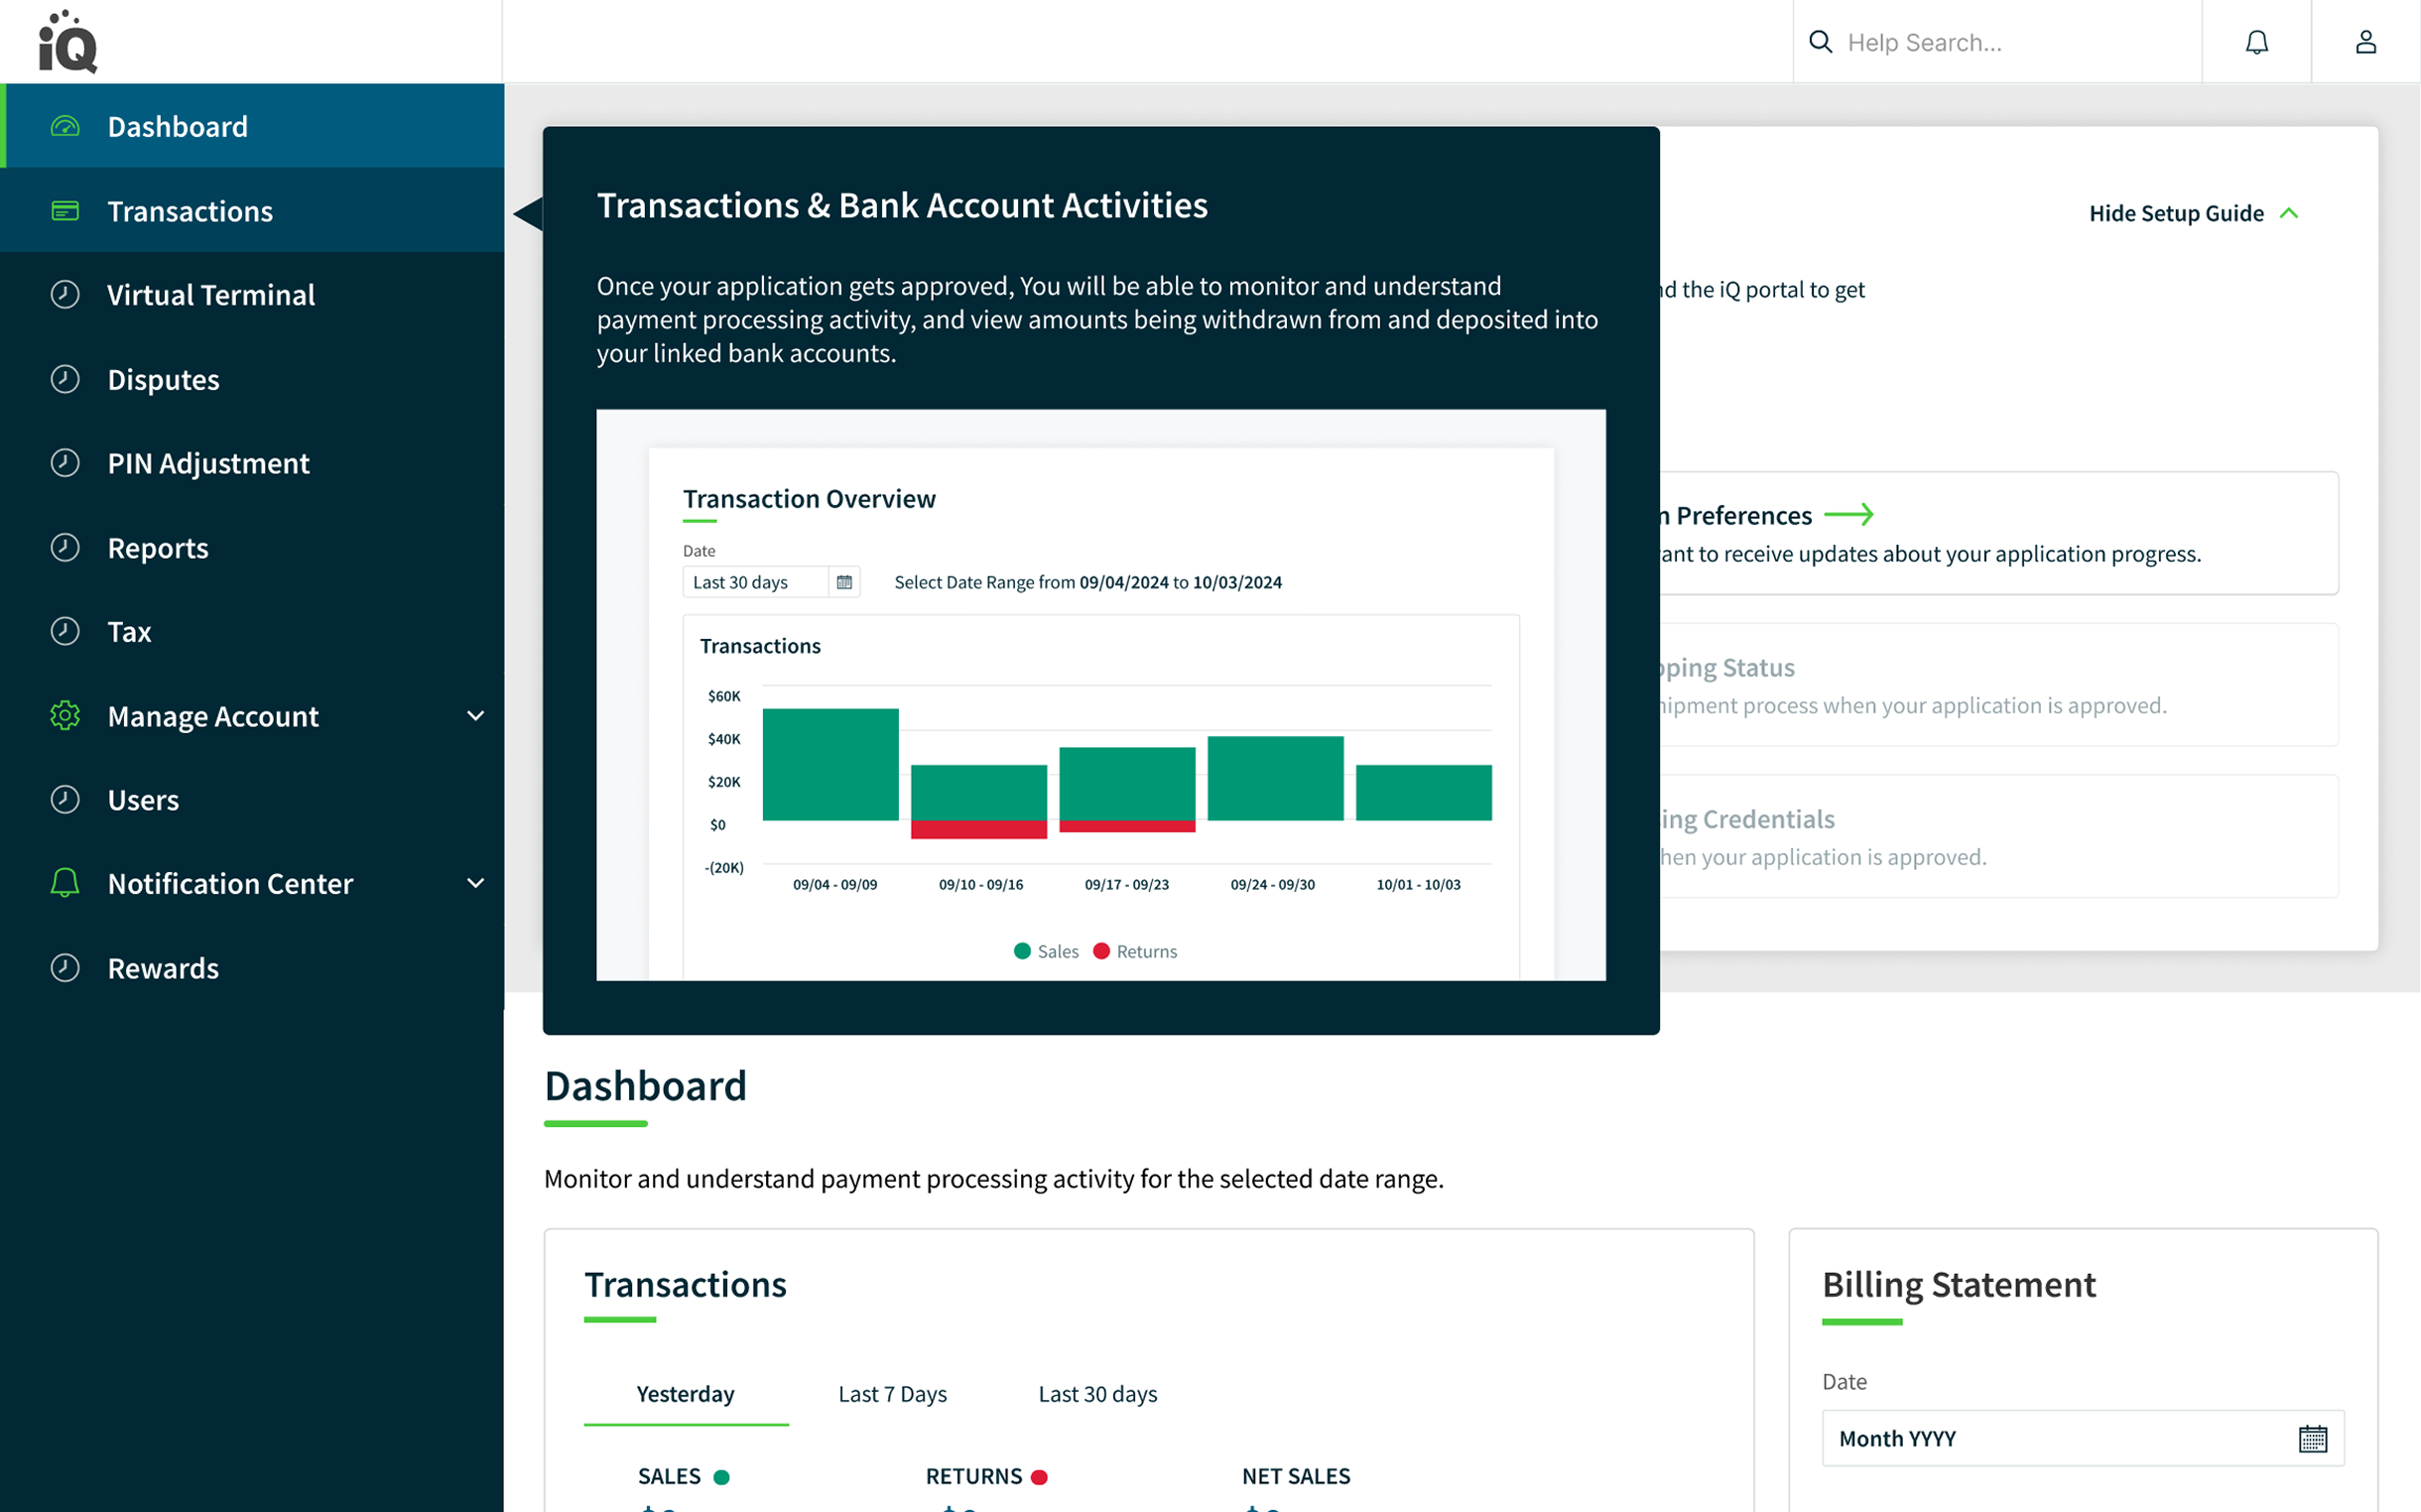 iQ
Help Search...
Dashboard
Transactions
Virtual Terminal
Disputes
PIN Adjustment
Reports
Tax
Manage Account
Users
Notification Center
Rewards
Transactions & Bank Account Activities
Once your application gets approved, You will be able to monitor and understand
payment processing activity, and view amounts being withdrawn from and deposited into
your linked bank accounts.
Transaction Overview
Date
Last 30 days
Select Date Range from 09/04/2024 to 10/03/2024
Transactions
$60K
$40K
$20K
$0
-(20K)
09/04 - 09/09
09/10 - 09/16
09/17 - 09/23
09/24 - 09/30
10/01 - 10/03
Sales
Returns
Hide Setup Guide
the iQ portal to get
Preferences
to receive updates about your application progress.
Status
process when your application is approved.
Credentials
your application is approved.
Dashboard
Monitor and understand payment processing activity for the selected date range.
Transactions
Yesterday
Last 7 Days
Last 30 days
SALES
RETURNS
NET SALES
Billing Statement
Date
Month YYYY